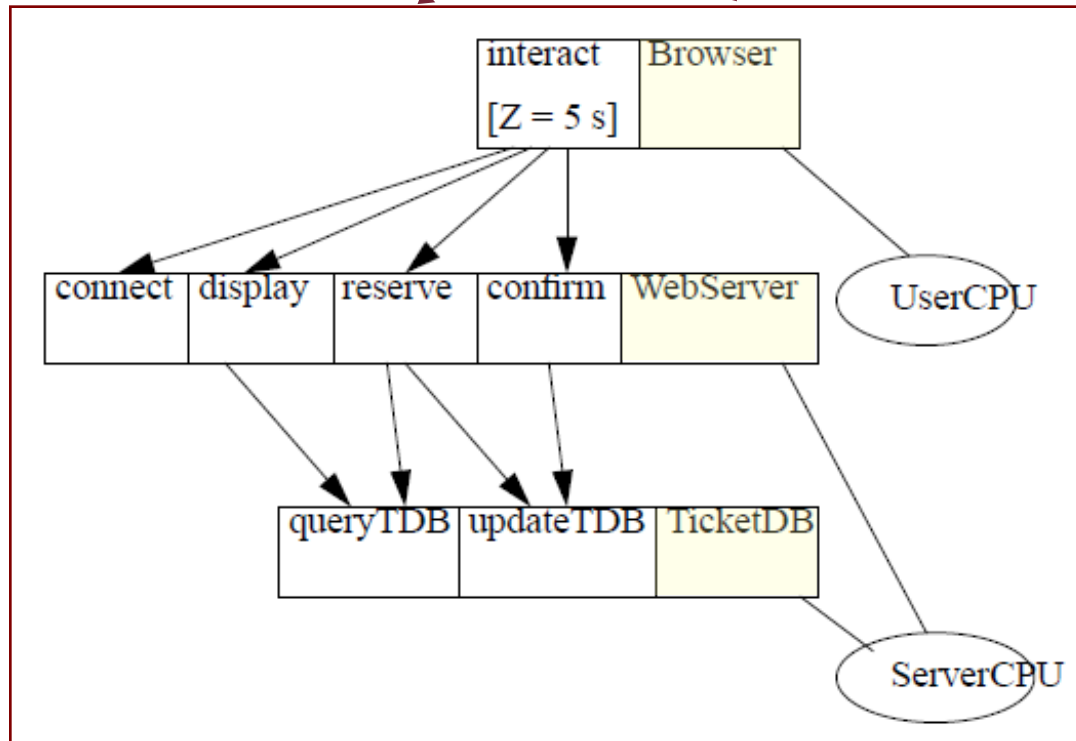 interact
Browser
[Z = 5 s]
connect
display
reserve
confirm
WebServer
UserCPU
queryTDB
updateTDB
TicketDB
ServerCPU